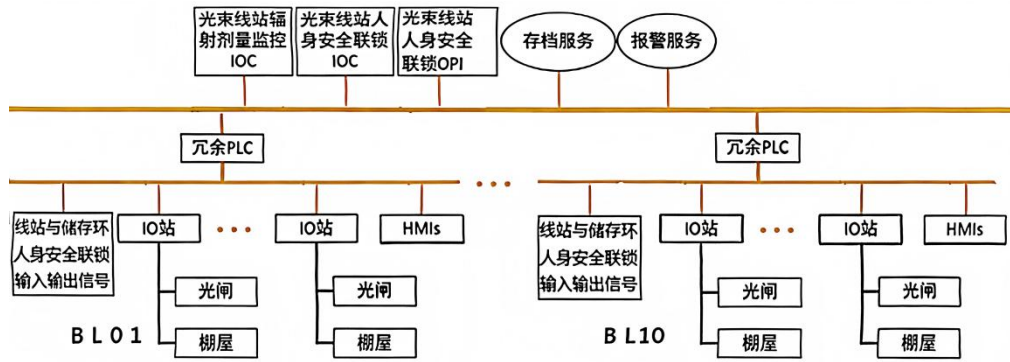 光束线站辐
射剂量监控
IOC
光束线站人
身安全联锁
IOC
光束线站
人身安全
联锁OPI
存档服务
报警服务
冗余PLC
冗余PLC
线站与储存环
人身安全联锁
输入输出信号
IO站
IO站
HMIs
线站与储存环
人身安全联锁
输入输出信号
IO站
IO站
HMIs
光闸
光闸
光闸
光闸
棚屋
棚屋
棚屋
棚屋
BL01
BL10